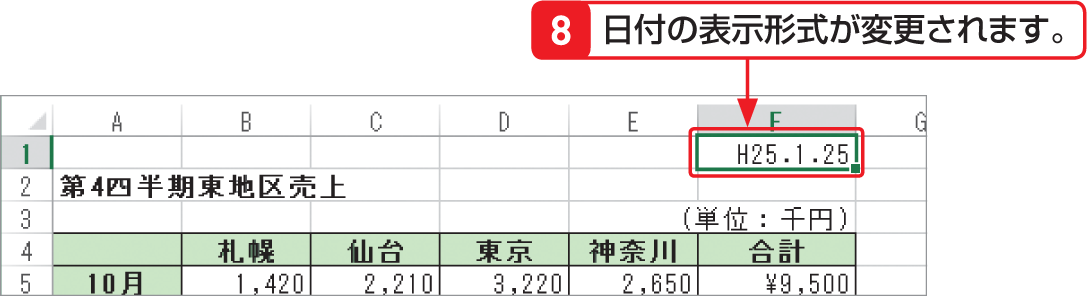 8 日付の表示形式が変更されます。
A B C D E F G
1 H25.1.25
2 第4四半期東地区売上
3 (単位:千円)
4 札幌 仙台 東京 神奈川 合計
5 10月 1,420 2,210 3,220 2,650 ¥9,500